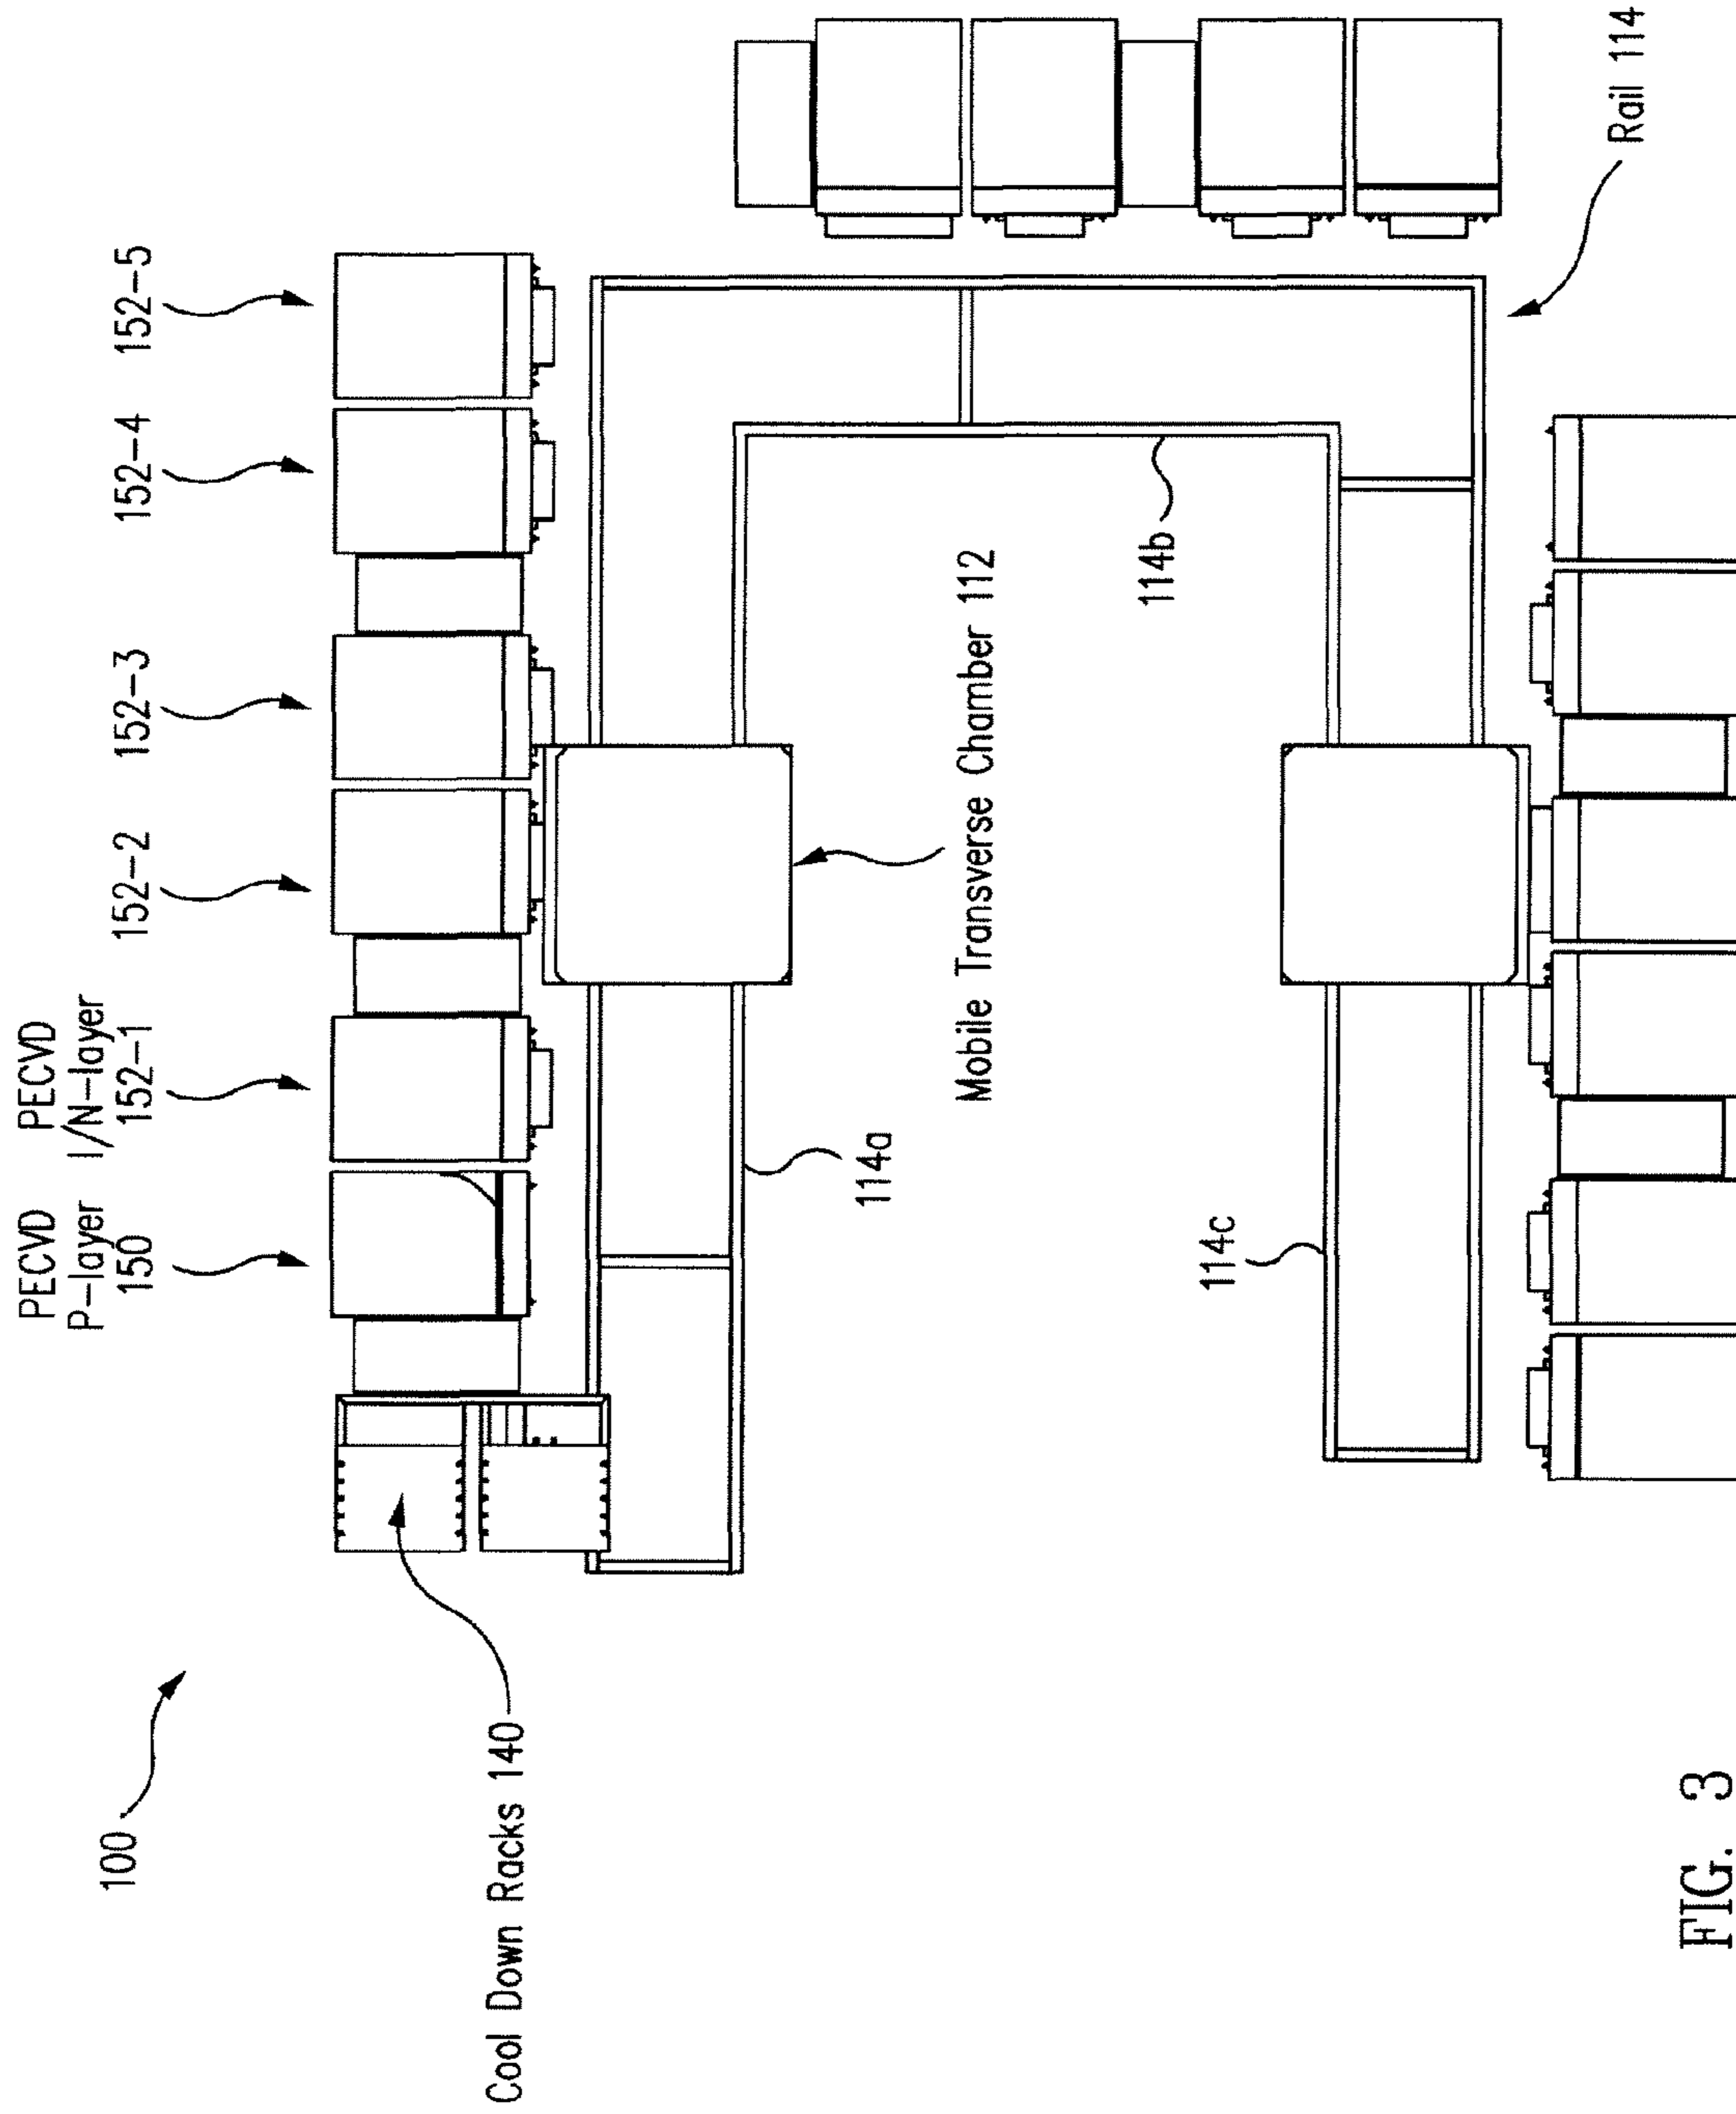 100
PECVD
P-layer
150
PECVD
I/N-layer
152-1
152-2
152-3
152-4
152-5
Cool Down Racks 140
Mobile Transverse Chamber 112
114a
114b
114c
Rail 114
FIG. 3